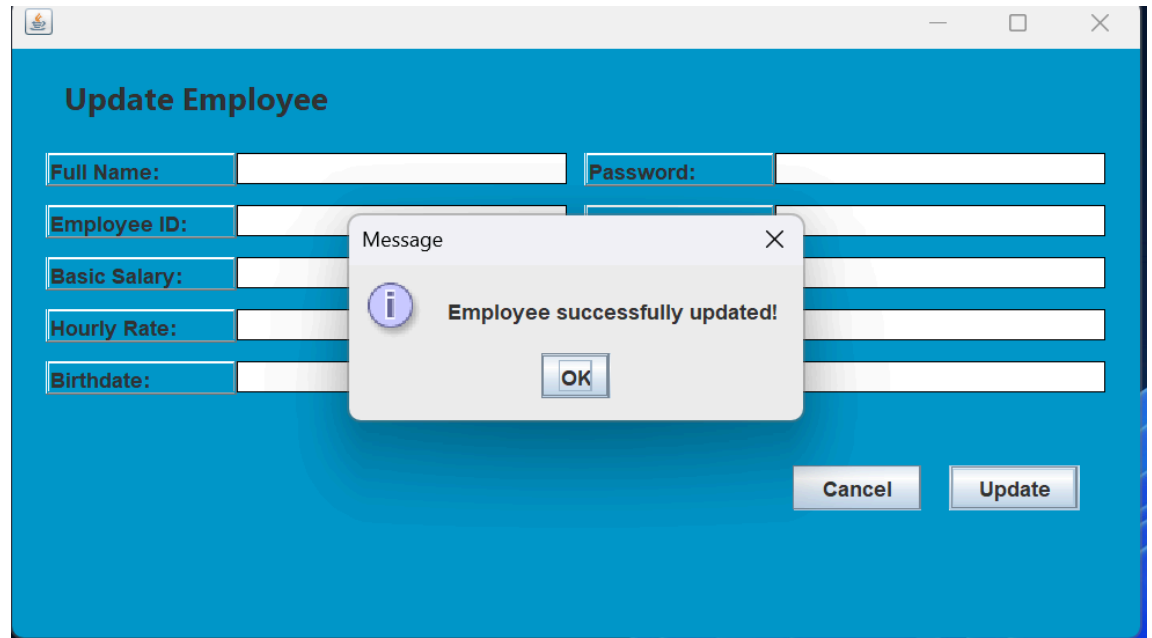 Update Employee
Full Name:
Password:
Employee ID:
Basic Salary:
Hourly Rate:
Birthdate:
Message
Employee successfully updated!
OK
Cancel
Update